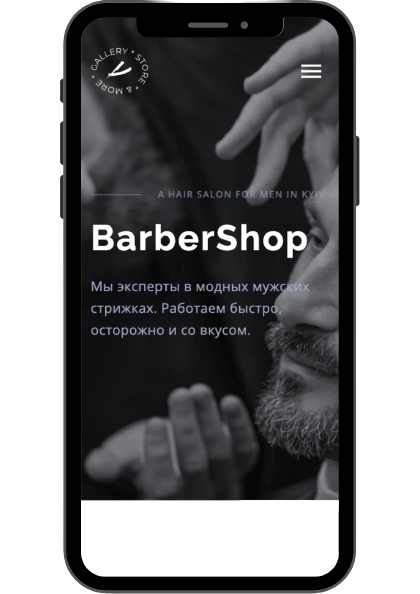 GALLERY • STORE • & MORE •
A HAIR SALON FOR MEN IN KYIV
BarberShop
Мы эксперты в модных мужских
стрижках. Работаем быстро,
осторожно и со вкусом.